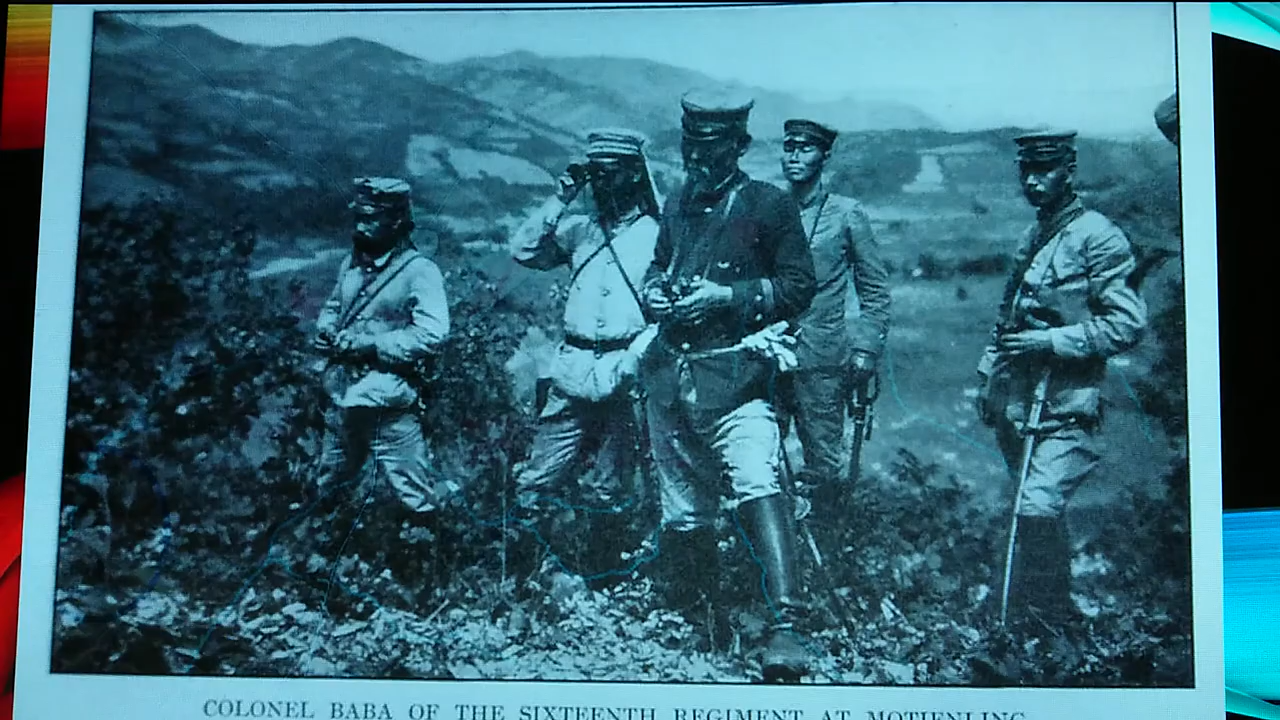 COLONEL BABA OF THE SIXTEENTH REGIMENT AT MOTIENLING